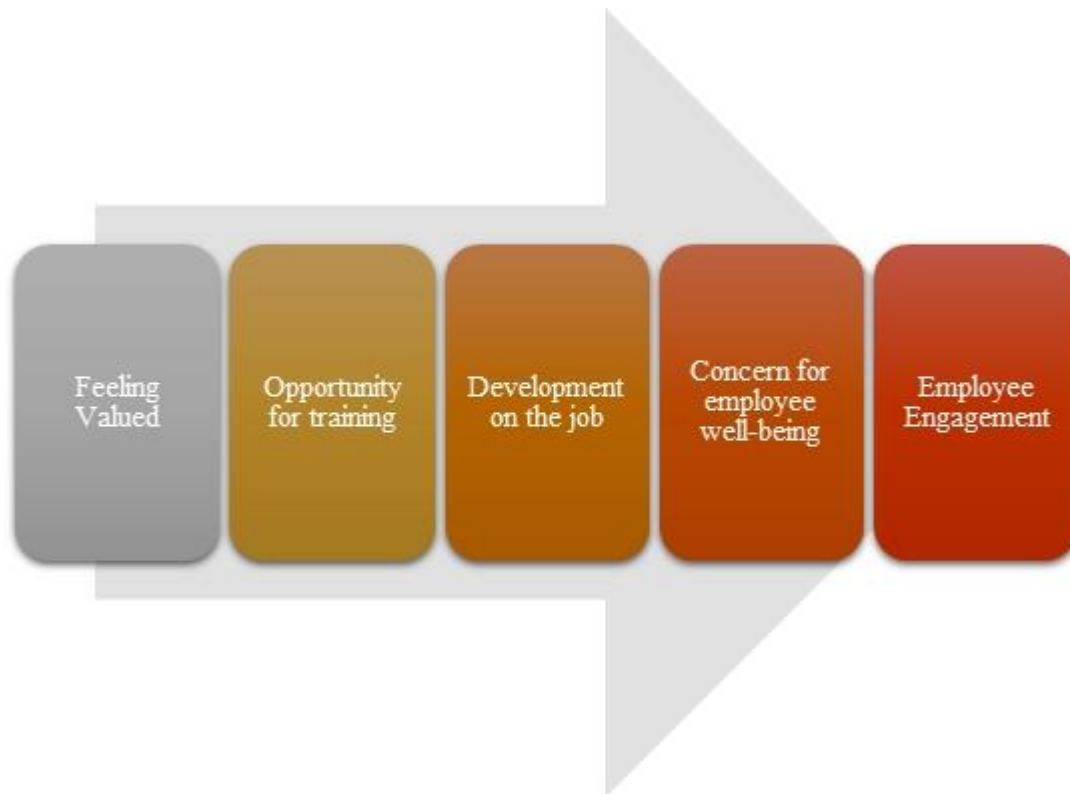 Feeling
Valued
Opportunity
for training
Development
on the job
Concern for
employee
well-being
Employee
Engagement